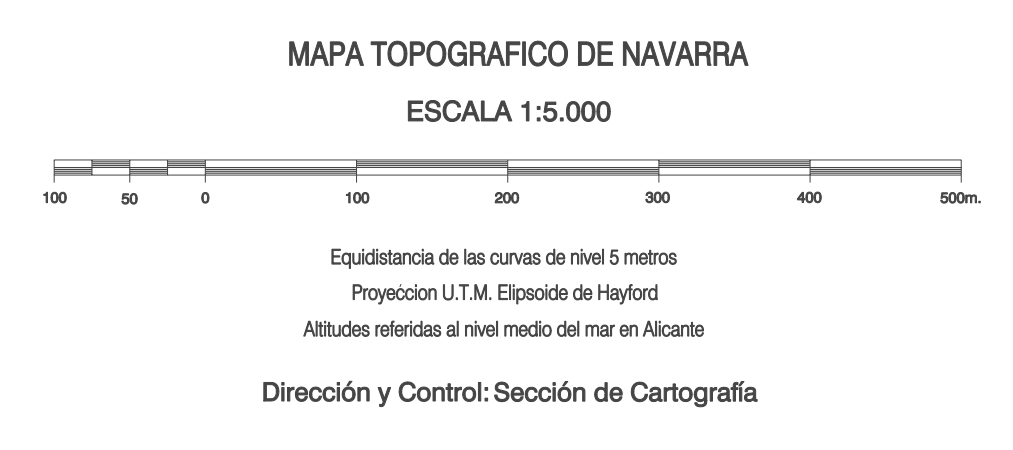 MAPA TOPOGRAFICO DE NAVARRA
ESCALA 1:5.000
100 50 0 100 200 300 400 500m.
Equidistancia de las curvas de nivel 5 metros
Proyección U.T.M. Elipsoide de Hayford
Altitudes referidas al nivel medio del mar en Alicante
Dirección y Control: Sección de Cartografía